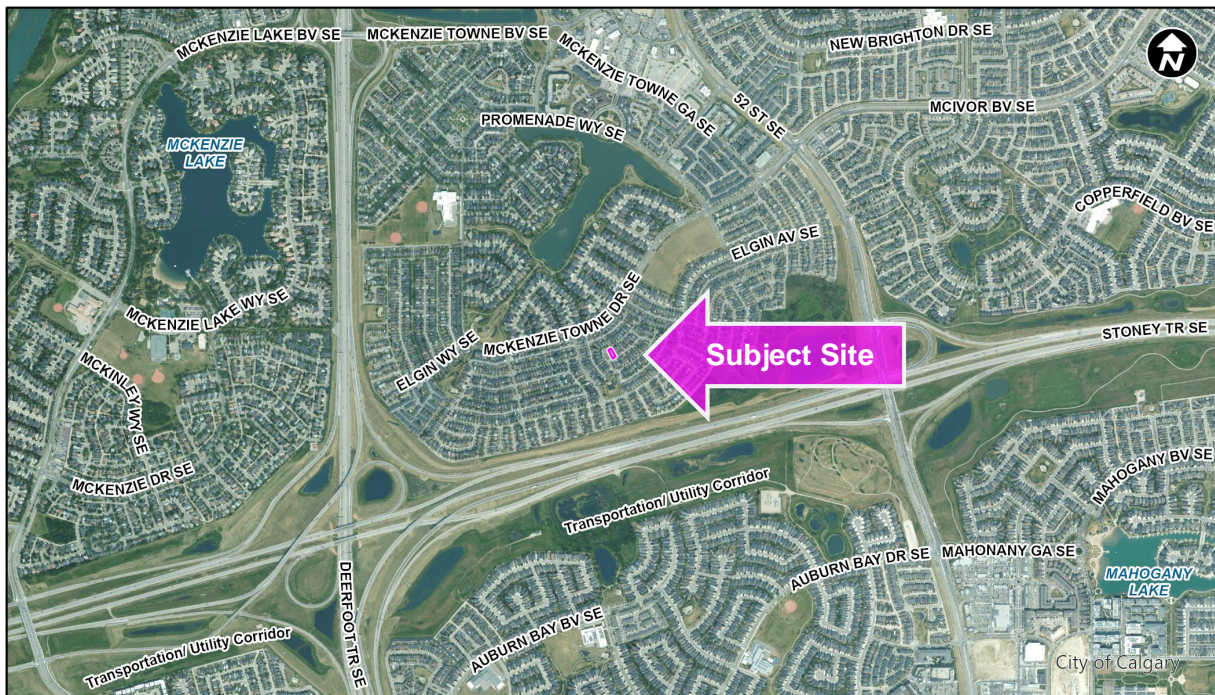 MCKENZIE LAKE BV SE
MCKENZIE TOWNE BV SE
NEW BRIGHTON DR SE
N
MCKENZIE TOWNE GA SE
52 ST SE
MCIVOR BV SE
PROMENADE WY SE
MCKENZIE
LAKE
COPPERFIELD BV SE
ELGIN AV SE
MCKENZIE LAKE WY SE
MCKENZIE TOWNE DR SE
STONEY TR SE
ELGIN WY SE
Subject Site
MCKINLEY WY SE
MCKENZIE DR SE
MAHOGANY BV SE
Transportation/ Utility Corridor
AUBURN BAY DR SE
MAHONANY GA SE
MAHOGANY
LAKE
DEERFOOT TR SE
AUBURN BAY BV SE
Transportation/ Utility Corridor
City of Calgary